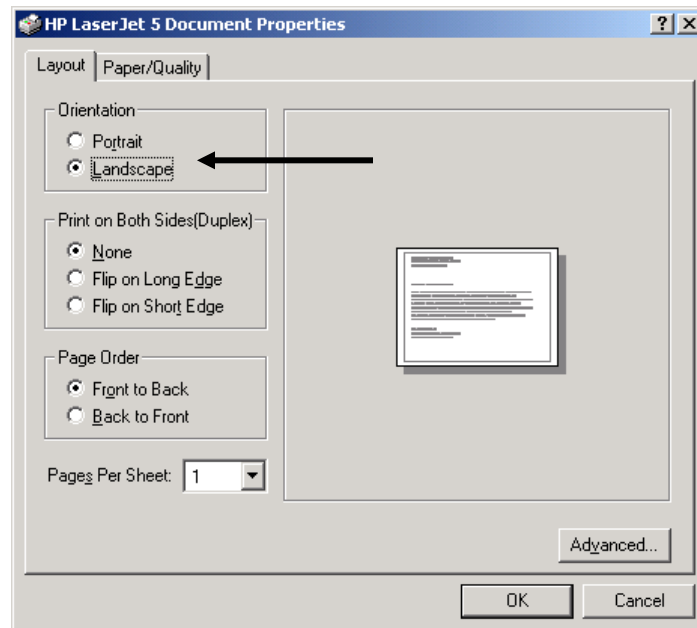 HP LaserJet 5 Document Properties
Layout
Paper/Quality
Orientation
Portrait
Landscape
Print on Both Sides(Duplex)
None
Flip on Long Edge
Flip on Short Edge
Page Order
Front to Back
Back to Front
Pages Per Sheet: 1
Advanced...
OK
Cancel